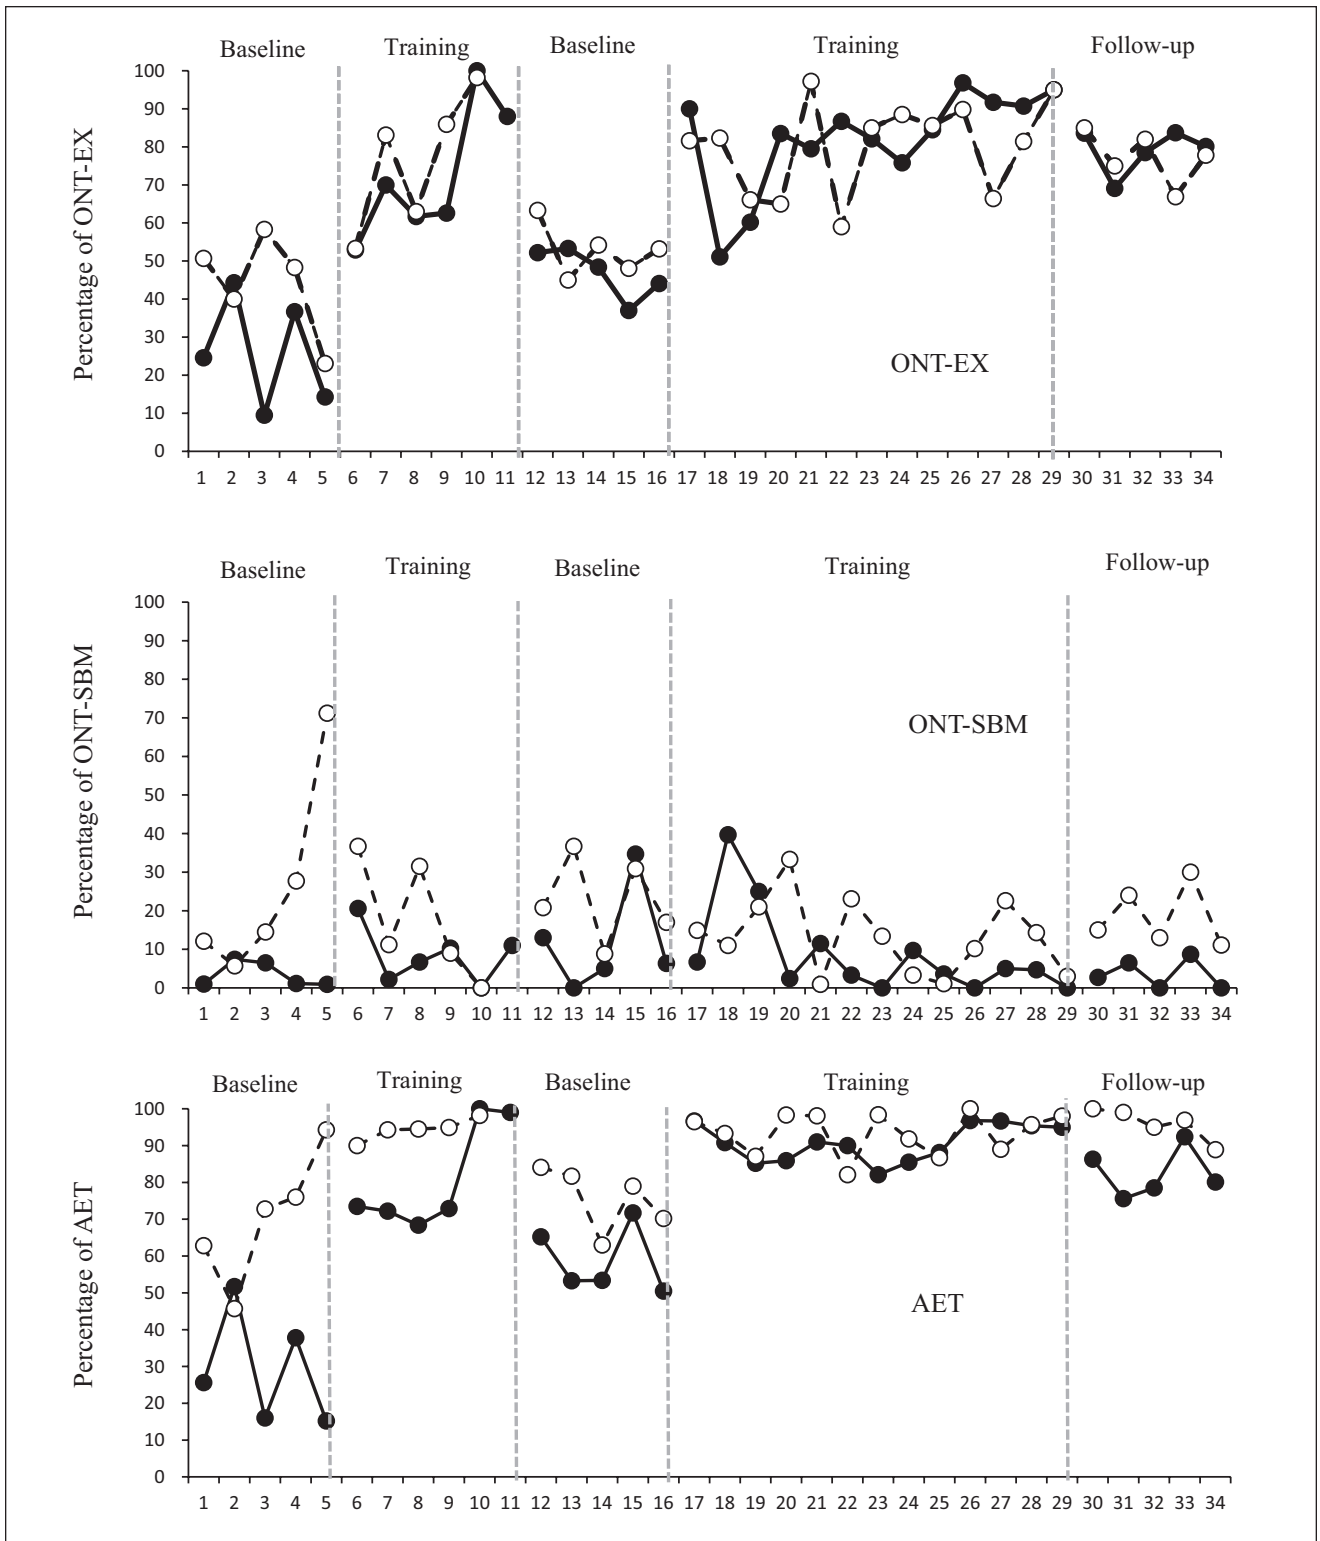 Baseline Training Baseline Training Follow-up
Percentage of ONT-EX
100
90
80
70
60
50
40
30
20
10
0
ONT-EX
1 2 3 4 5 6 7 8 9 10 11 12 13 14 15 16 17 18 19 20 21 22 23 24 25 26 27 28 29 30 31 32 33 34
Baseline Training Baseline Training Follow-up
Percentage of ONT-SBM
100
90
80
70
60
50
40
30
20
10
0
ONT-SBM
1 2 3 4 5 6 7 8 9 10 11 12 13 14 15 16 17 18 19 20 21 22 23 24 25 26 27 28 29 30 31 32 33 34
Baseline Training Baseline Training Follow-up
Percentage of AET
100
90
80
70
60
50
40
30
20
10
0
AET
1 2 3 4 5 6 7 8 9 10 11 12 13 14 15 16 17 18 19 20 21 22 23 24 25 26 27 28 29 30 31 32 33 34